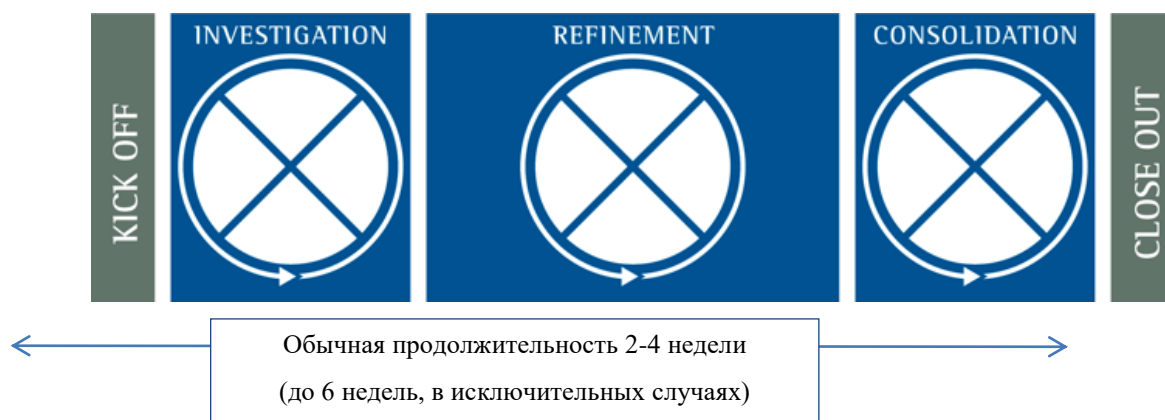 KICK OFF
INVESTIGATION
REFINEMENT
CONSOLIDATION
CLOSE OUT
Обычная продолжительность 2-4 недели
(до 6 недель, в исключительных случаях)